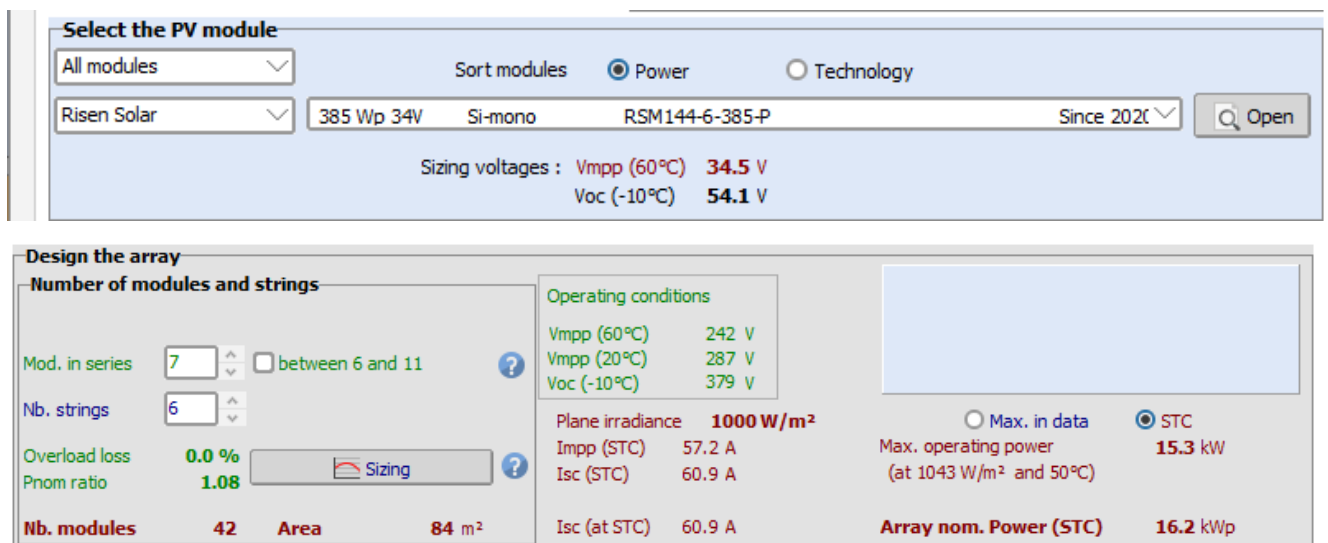 Select the PV module
All modules
Sort modules Power Technology
Risen Solar 385 Wp 34V Si-mono RSM144-6-385-P Since 2020 Open
Sizing voltages : Vmpp (60°C) 34.5 V
Voc (-10°C) 54.1 V
Design the array
Number of modules and strings
Mod. in series 7 between 6 and 11 ?
Nb. strings 6
Overload loss 0.0 %
Pnom ratio 1.08
Sizing ?
Nb. modules 42 Area 84 m²
Operating conditions
Vmpp (60°C) 242 V
Vmpp (20°C) 287 V
Voc (-10°C) 379 V
Plane irradiance 1000 W/m²
Impp (STC) 57.2 A
Isc (STC) 60.9 A
Isc (at STC) 60.9 A
Max. in data STC
Max. operating power 15.3 kW
(at 1043 W/m² and 50°C)
Array nom. Power (STC) 16.2 kWp